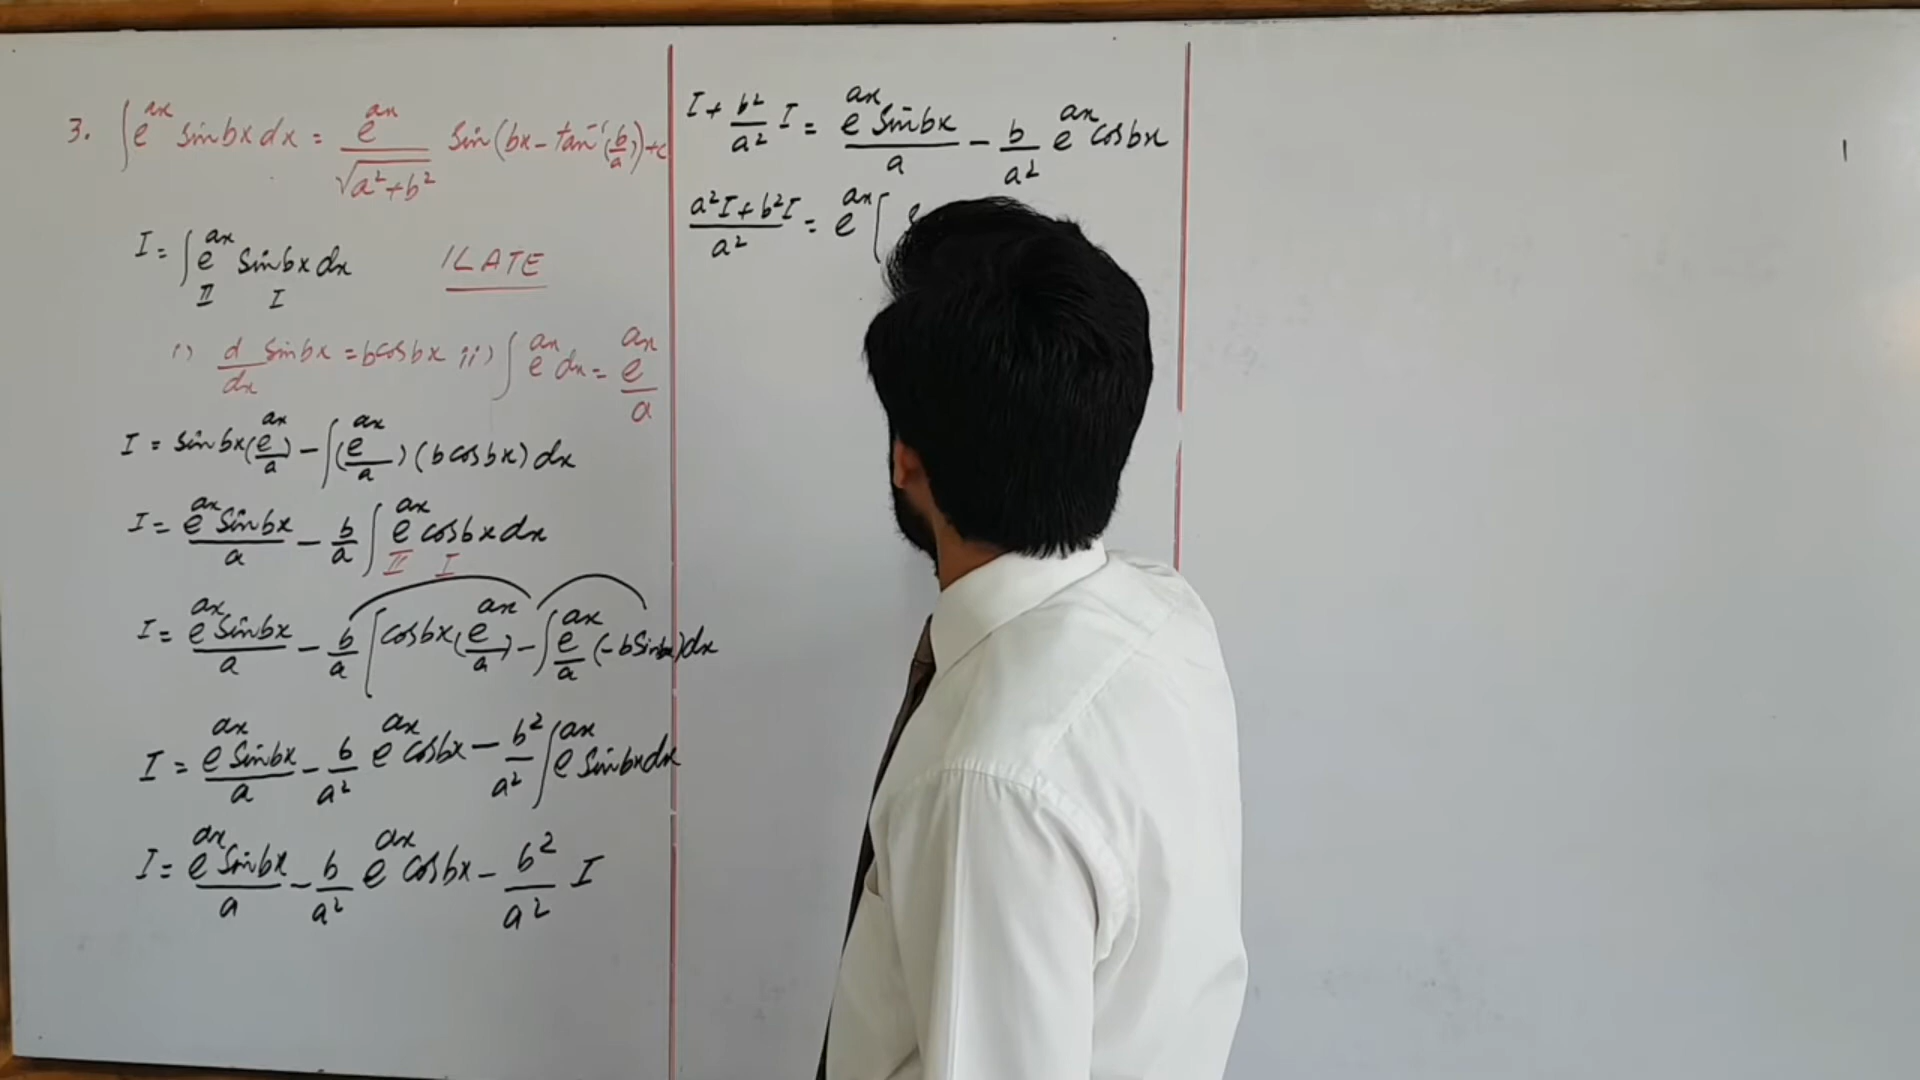 3. ∫e^ax sinbx dx = e^ax/√(a²+b²) sin(bx - tan⁻¹(b/a)) + c
I = ∫e^ax sinbx dx ILATE
II I
i) d/dx sinbx = bcosbx ii) ∫e^ax dx = e^ax/a
I = sinbx(e^ax/a) - ∫(e^ax/a)(bcosbx)dx
I = e^ax sinbx/a - b/a ∫e^ax cosbx dx
II I
I = e^ax sinbx/a - b/a [cosbx(e^ax/a) - ∫e^ax/a (-bsinbx)dx
I = e^ax sinbx/a - b/a² e^ax cosbx - b²/a² ∫e^ax sinbx dx
I = e^ax sinbx/a - b/a² e^ax cosbx - b²/a² I
I + b²/a² I = e^ax sinbx/a - b/a² e^ax cosbx
(a²I + b²I)/a² = e^ax [